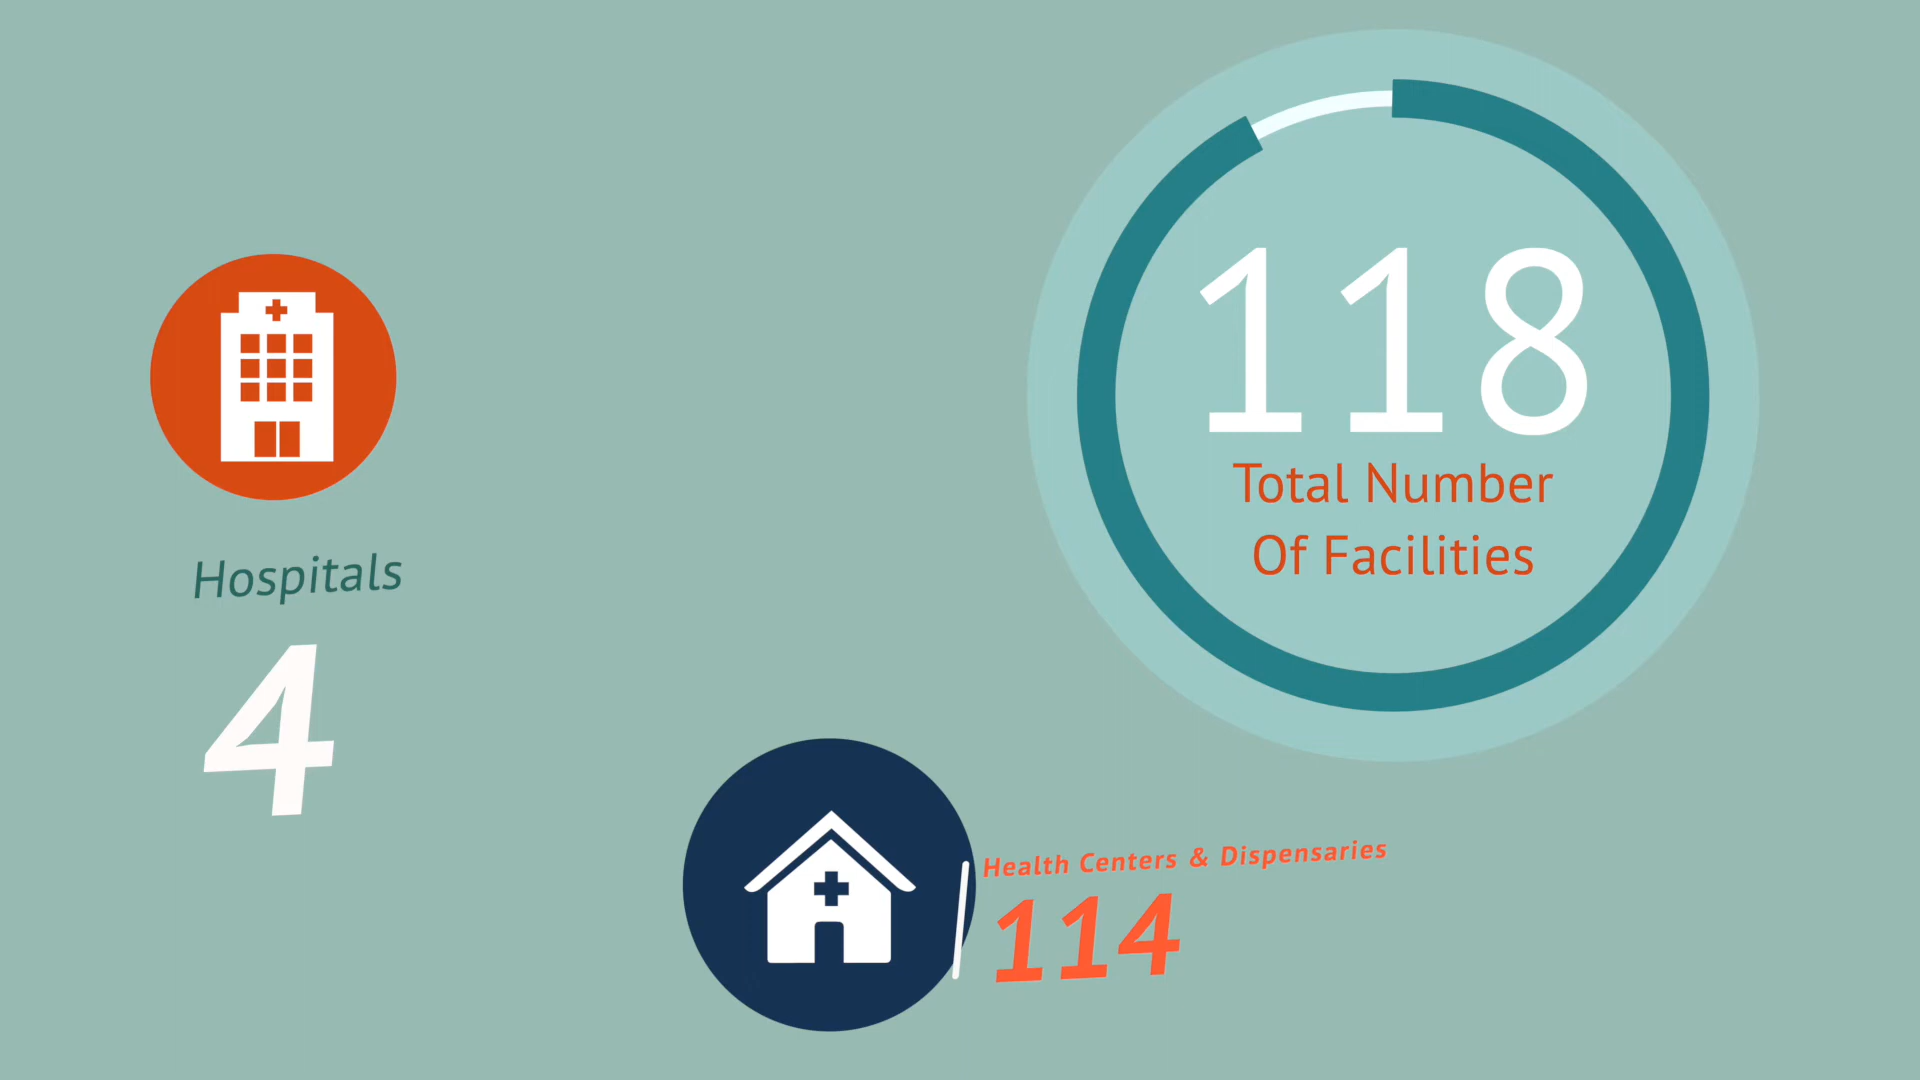 118
Total Number
Of Facilities
Hospitals
4
Health Centers & Dispensaries
114